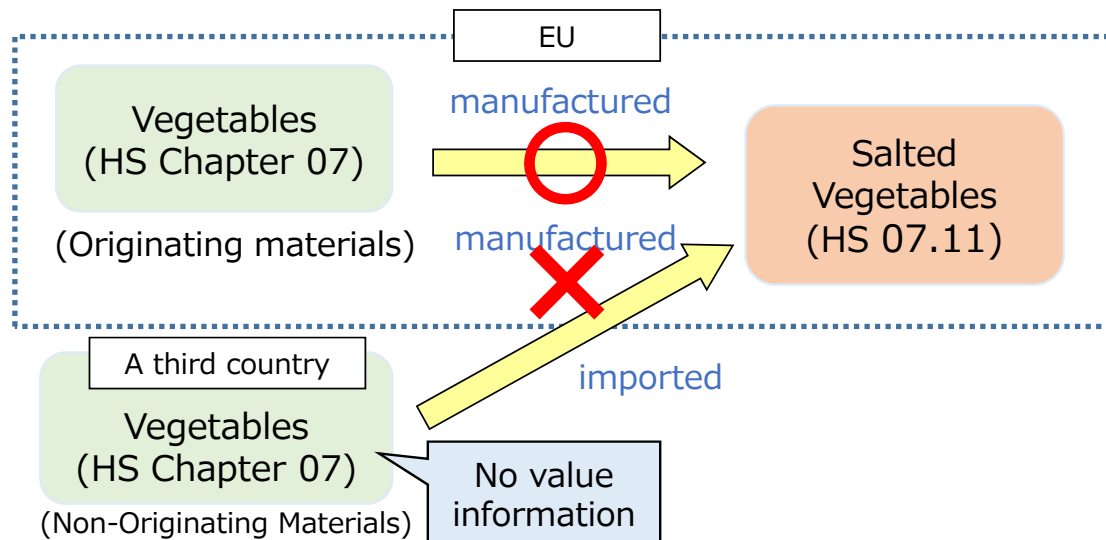 EU
Vegetables
(HS Chapter 07)
(Originating materials)
manufactured
manufactured
Salted
Vegetables
(HS 07.11)
A third country
Vegetables
(HS Chapter 07)
(Non-Originating Materials)
imported
No value
information